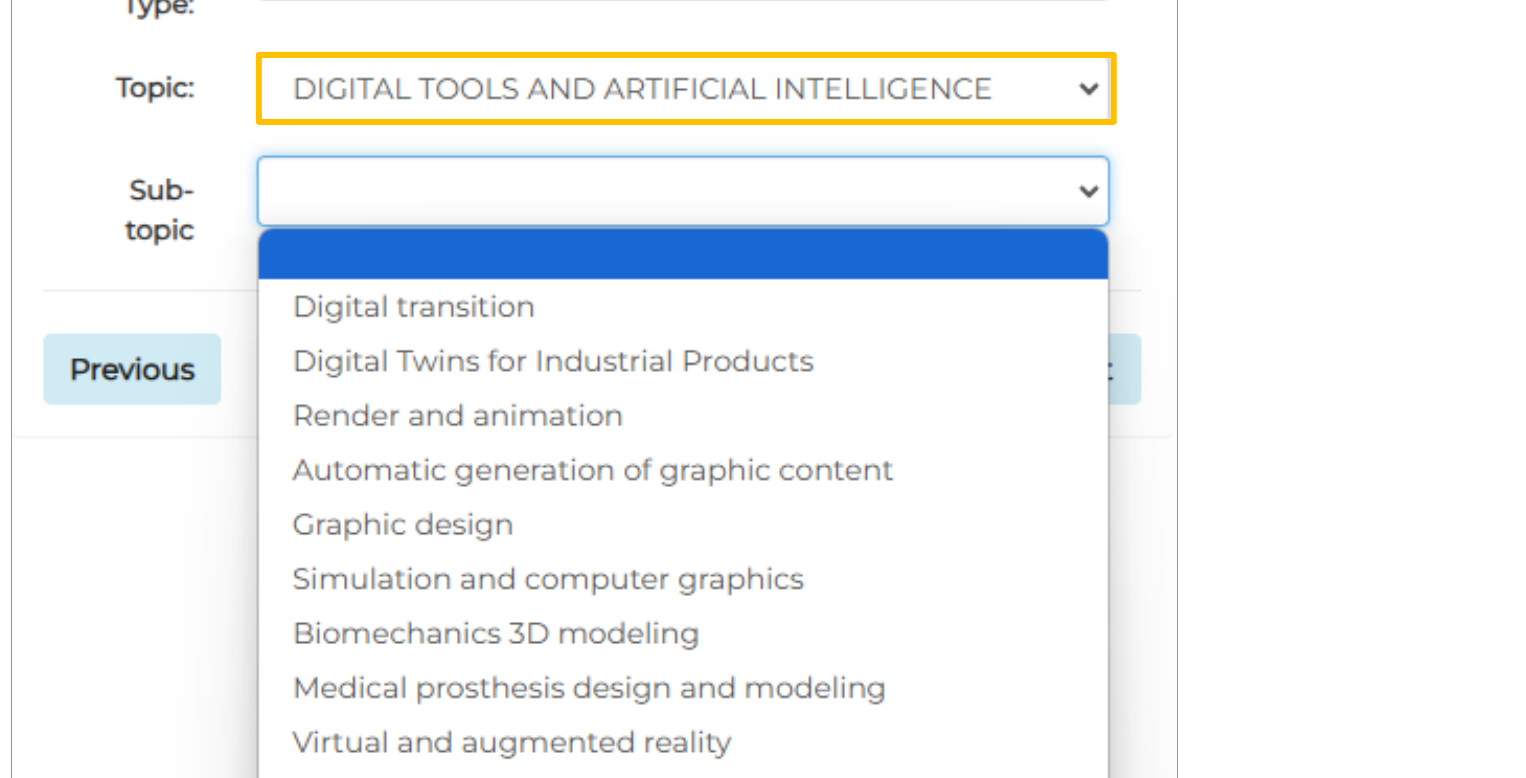 Type:
Topic: DIGITAL TOOLS AND ARTIFICIAL INTELLIGENCE
Sub-
topic
Digital transition
Digital Twins for Industrial Products
Previous
Render and animation
Automatic generation of graphic content
Graphic design
Simulation and computer graphics
Biomechanics 3D modeling
Medical prosthesis design and modeling
Virtual and augmented reality